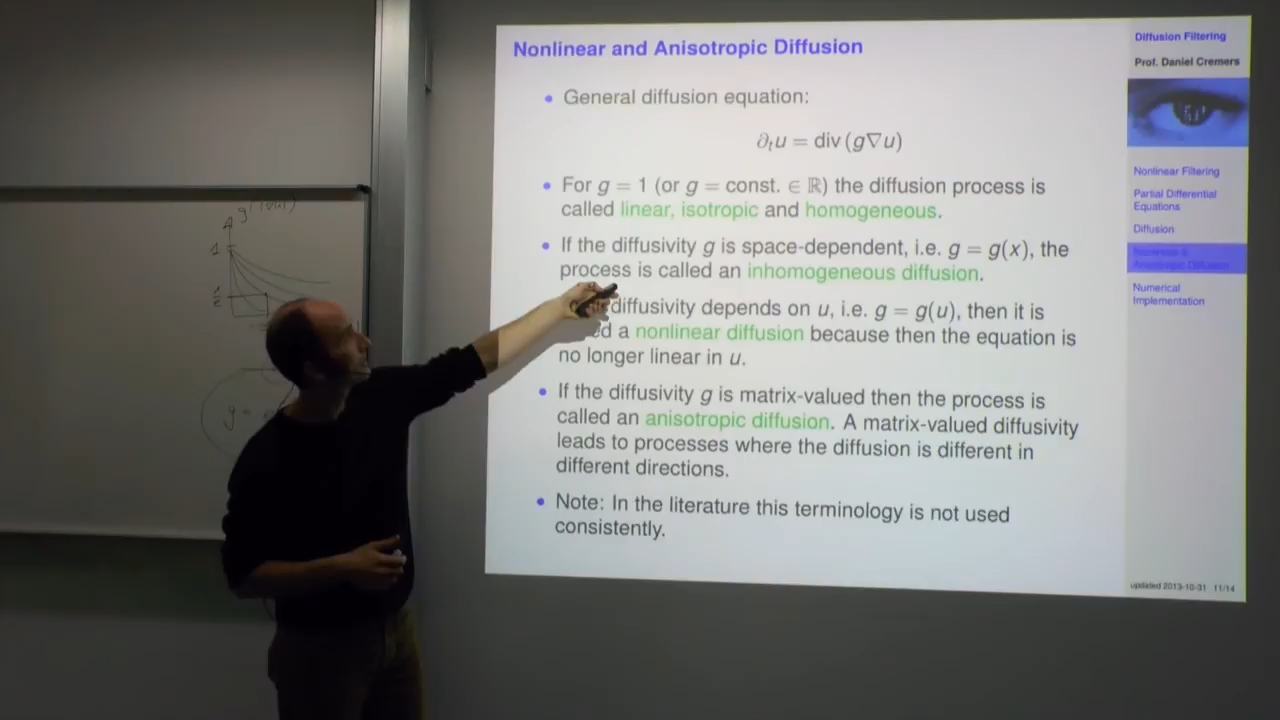 Nonlinear and Anisotropic Diffusion
• General diffusion equation:
∂ₜu = div (g∇u)
• For g = 1 (or g = const. ∈ ℝ) the diffusion process is
called linear, isotropic and homogeneous.
• If the diffusivity g is space-dependent, i.e. g = g(x), the
process is called an inhomogeneous diffusion.
diffusivity depends on u, i.e. g = g(u), then it is
a nonlinear diffusion because then the equation is
no longer linear in u.
• If the diffusivity g is matrix-valued then the process is
called an anisotropic diffusion. A matrix-valued diffusivity
leads to processes where the diffusion is different in
different directions.
• Note: In the literature this terminology is not used
consistently.
Diffusion Filtering
Prof. Daniel Cremers
Nonlinear Filtering
Partial Differential
Equations
Diffusion
Nonlinear &
Anisotropic Diffusion
Numerical
Implementation
updated 2013-10-31 11/14
1
g =